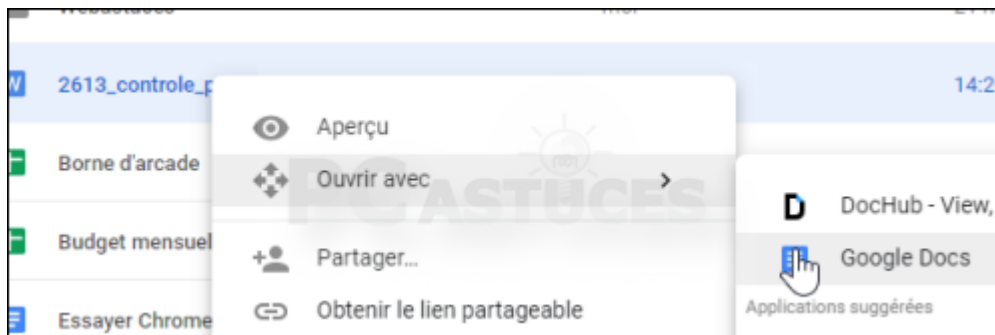 2613_controle_p
14:2
Aperçu
Borne d'arcade
Ouvrir avec
PC ASTUCES
DocHub - View,
Budget mensuel
Partager...
Google Docs
Essayer Chrome
Obtenir le lien partageable
Applications suggérées